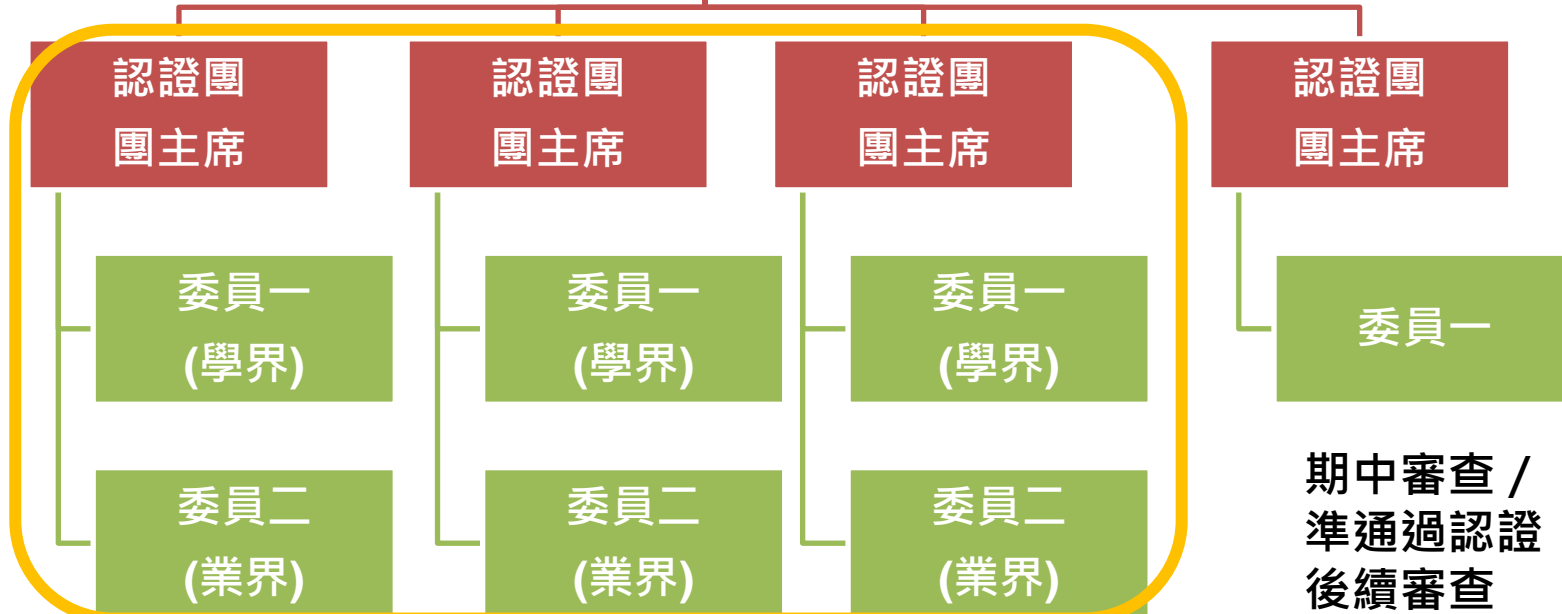 認證團
團主席
認證團
團主席
認證團
團主席
認證團
團主席
委員一
(學界)
委員一
(學界)
委員一
(學界)
委員一
委員二
(業界)
委員二
(業界)
委員二
(業界)
期中審查 /
準通過認證
後續審查